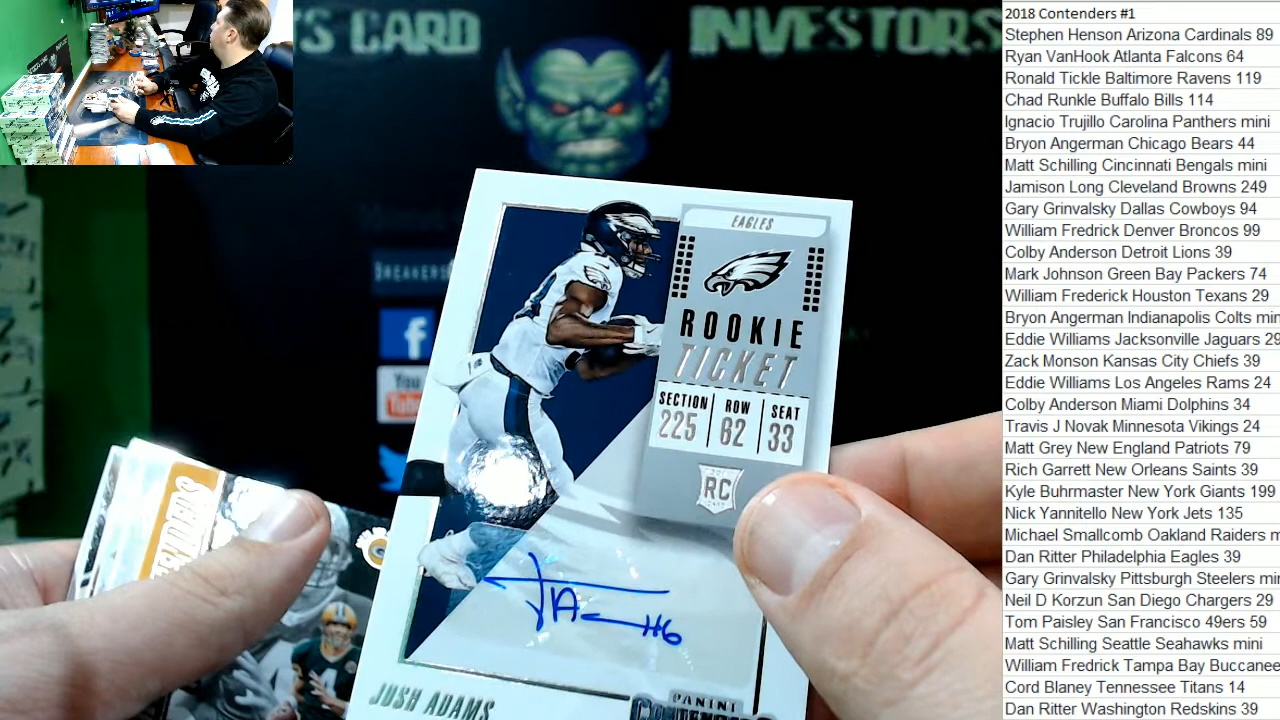 S CARD
INVESTORS
BREAKERS
You
Tube
EAGLES
ROOKIE
TICKET
SECTION
225
ROW
62
SEAT
33
RC
JOSH ADAMS
PANINI
CONTENDERS
2018 Contenders #1
Stephen Henson Arizona Cardinals 89
Ryan VanHook Atlanta Falcons 64
Ronald Tickle Baltimore Ravens 119
Chad Runkle Buffalo Bills 114
Ignacio Trujillo Carolina Panthers mini
Bryon Angerman Chicago Bears 44
Matt Schilling Cincinnati Bengals mini
Jamison Long Cleveland Browns 249
Gary Grinvalsky Dallas Cowboys 94
William Fredrick Denver Broncos 99
Colby Anderson Detroit Lions 39
Mark Johnson Green Bay Packers 74
William Frederick Houston Texans 29
Bryon Angerman Indianapolis Colts min
Eddie Williams Jacksonville Jaguars 29
Zack Monson Kansas City Chiefs 39
Eddie Williams Los Angeles Rams 24
Colby Anderson Miami Dolphins 34
Travis J Novak Minnesota Vikings 24
Matt Grey New England Patriots 79
Rich Garrett New Orleans Saints 39
Kyle Buhrmaster New York Giants 199
Nick Yannitello New York Jets 135
Michael Smallcomb Oakland Raiders m
Dan Ritter Philadelphia Eagles 39
Gary Grinvalsky Pittsburgh Steelers mi
Neil D Korzun San Diego Chargers 29
Tom Paisley San Francisco 49ers 59
Matt Schilling Seattle Seahawks mini
William Fredrick Tampa Bay Buccanee
Cord Blaney Tennessee Titans 14
Dan Ritter Washington Redskins 39